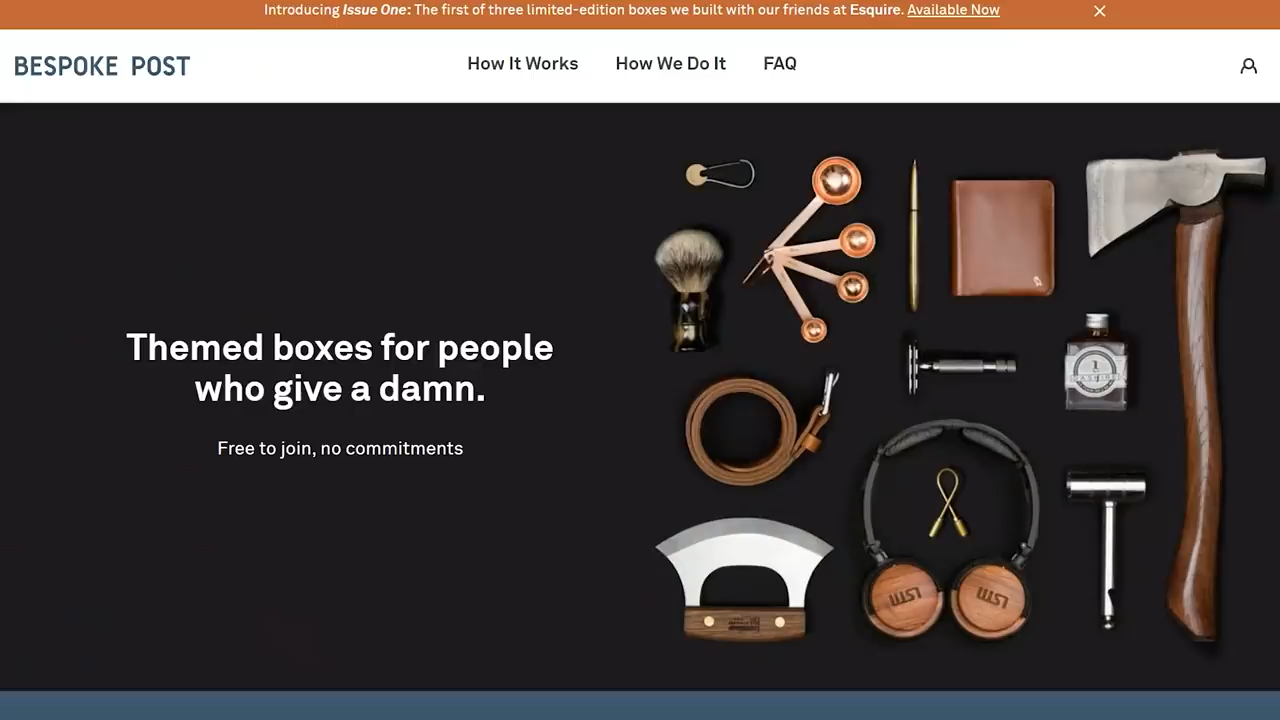 Introducing Issue One: The first of three limited-edition boxes we built with our friends at Esquire. Available Now
BESPOKE POST
How It Works
How We Do It
FAQ
Themed boxes for people
who give a damn.
Free to join, no commitments
1
LSTN
LSTN